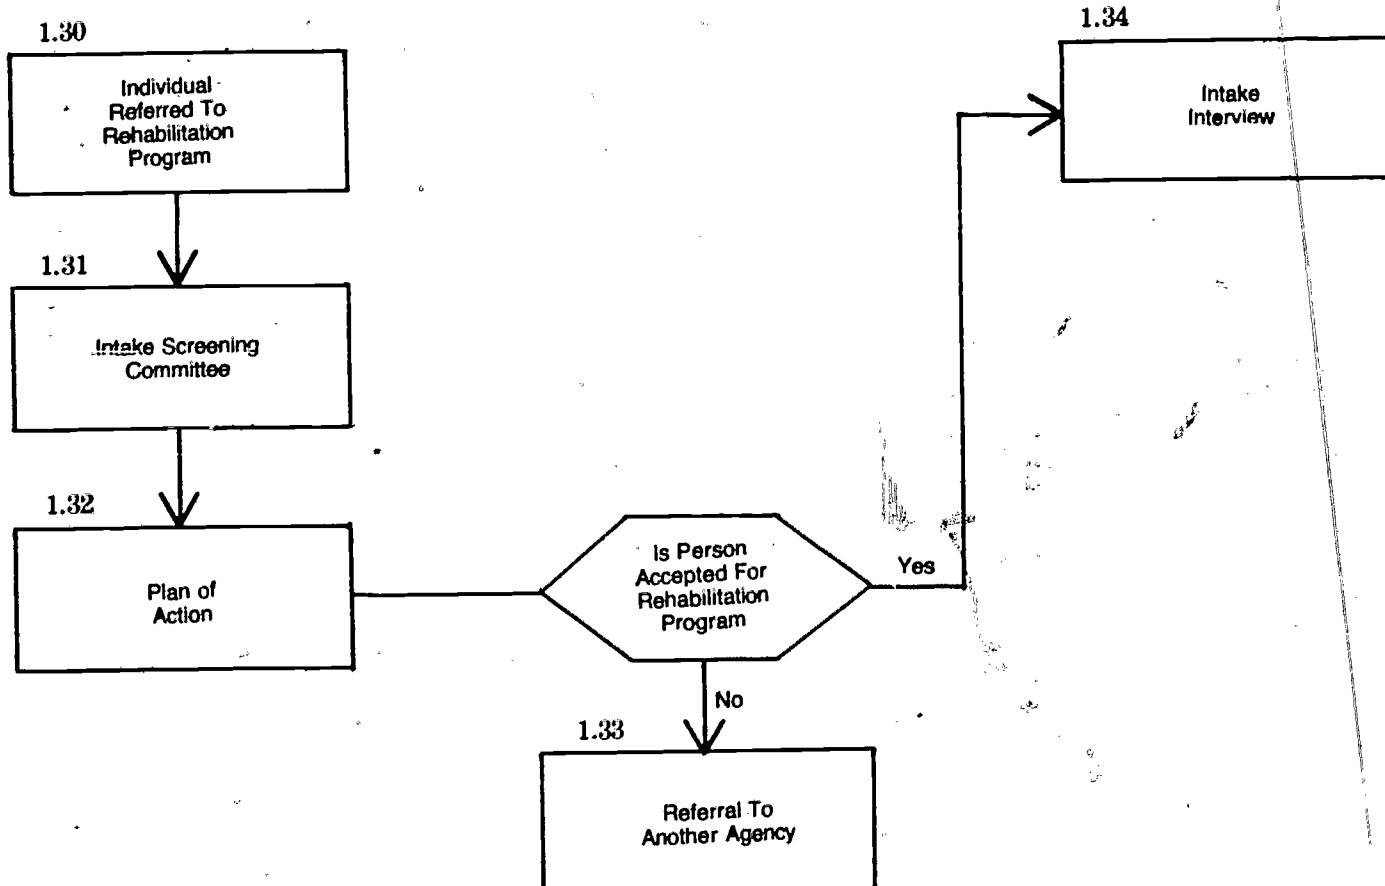 1.30
Individual
Referred To
Rehabilitation
Program
1.31
Intake Screening
Committee
1.32
Plan of
Action
Is Person
Accepted For
Rehabilitation
Program
Yes
No
1.33
Referral To
Another Agency
1.34
Intake
Interview